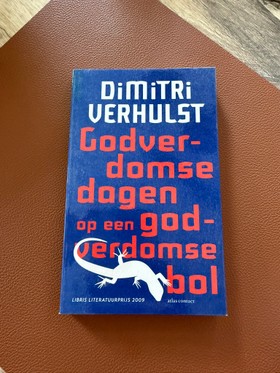 DiMiTRi
VERHULST
Godver-
domse
dagen
op een god-
verdomse
bol
LIBRIS LITERATUURPRIJS 2009
atlas contact